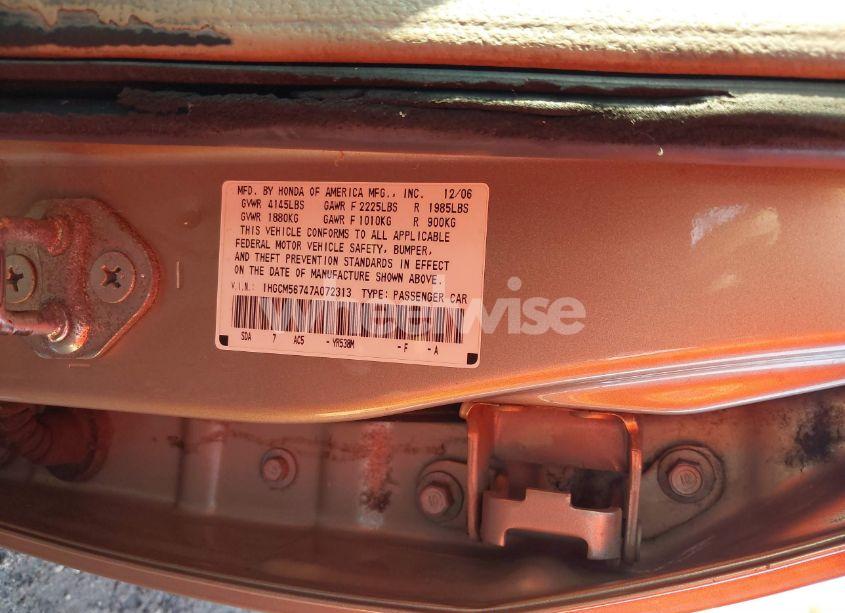 MFD. BY HONDA OF AMERICA MFG., INC. 12/06
GVWR 4145LBS GAWR F 2225LBS R 1985LBS
GVWR 1880KG GAWR F 1010KG R 900KG
THIS VEHICLE CONFORMS TO ALL APPLICABLE
FEDERAL MOTOR VEHICLE SAFETY, BUMPER,
AND THEFT PREVENTION STANDARDS IN EFFECT
ON THE DATE OF MANUFACTURE SHOWN ABOVE.
V.I.N.: 1HGCM56747A072313 TYPE: PASSENGER CAR
wheelwise
SDA 7 AC5 - YR538M - F - A